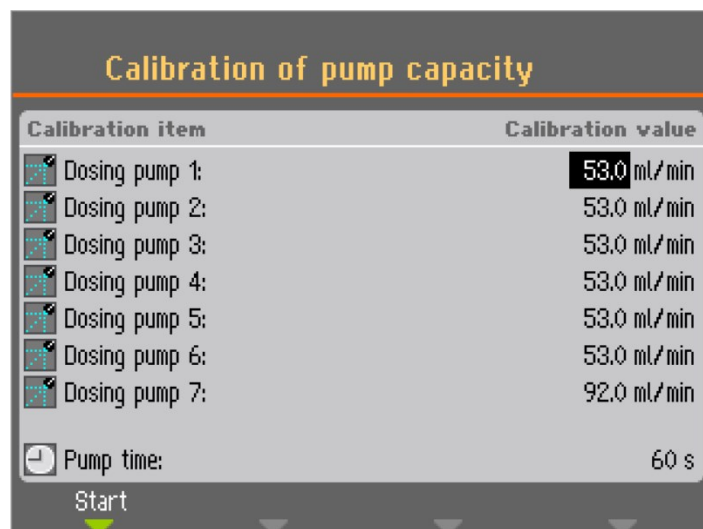 Calibration of pump capacity
Calibration item Calibration value
Dosing pump 1: 53.0 ml/min
Dosing pump 2: 53.0 ml/min
Dosing pump 3: 53.0 ml/min
Dosing pump 4: 53.0 ml/min
Dosing pump 5: 53.0 ml/min
Dosing pump 6: 53.0 ml/min
Dosing pump 7: 92.0 ml/min
Pump time: 60 s
Start